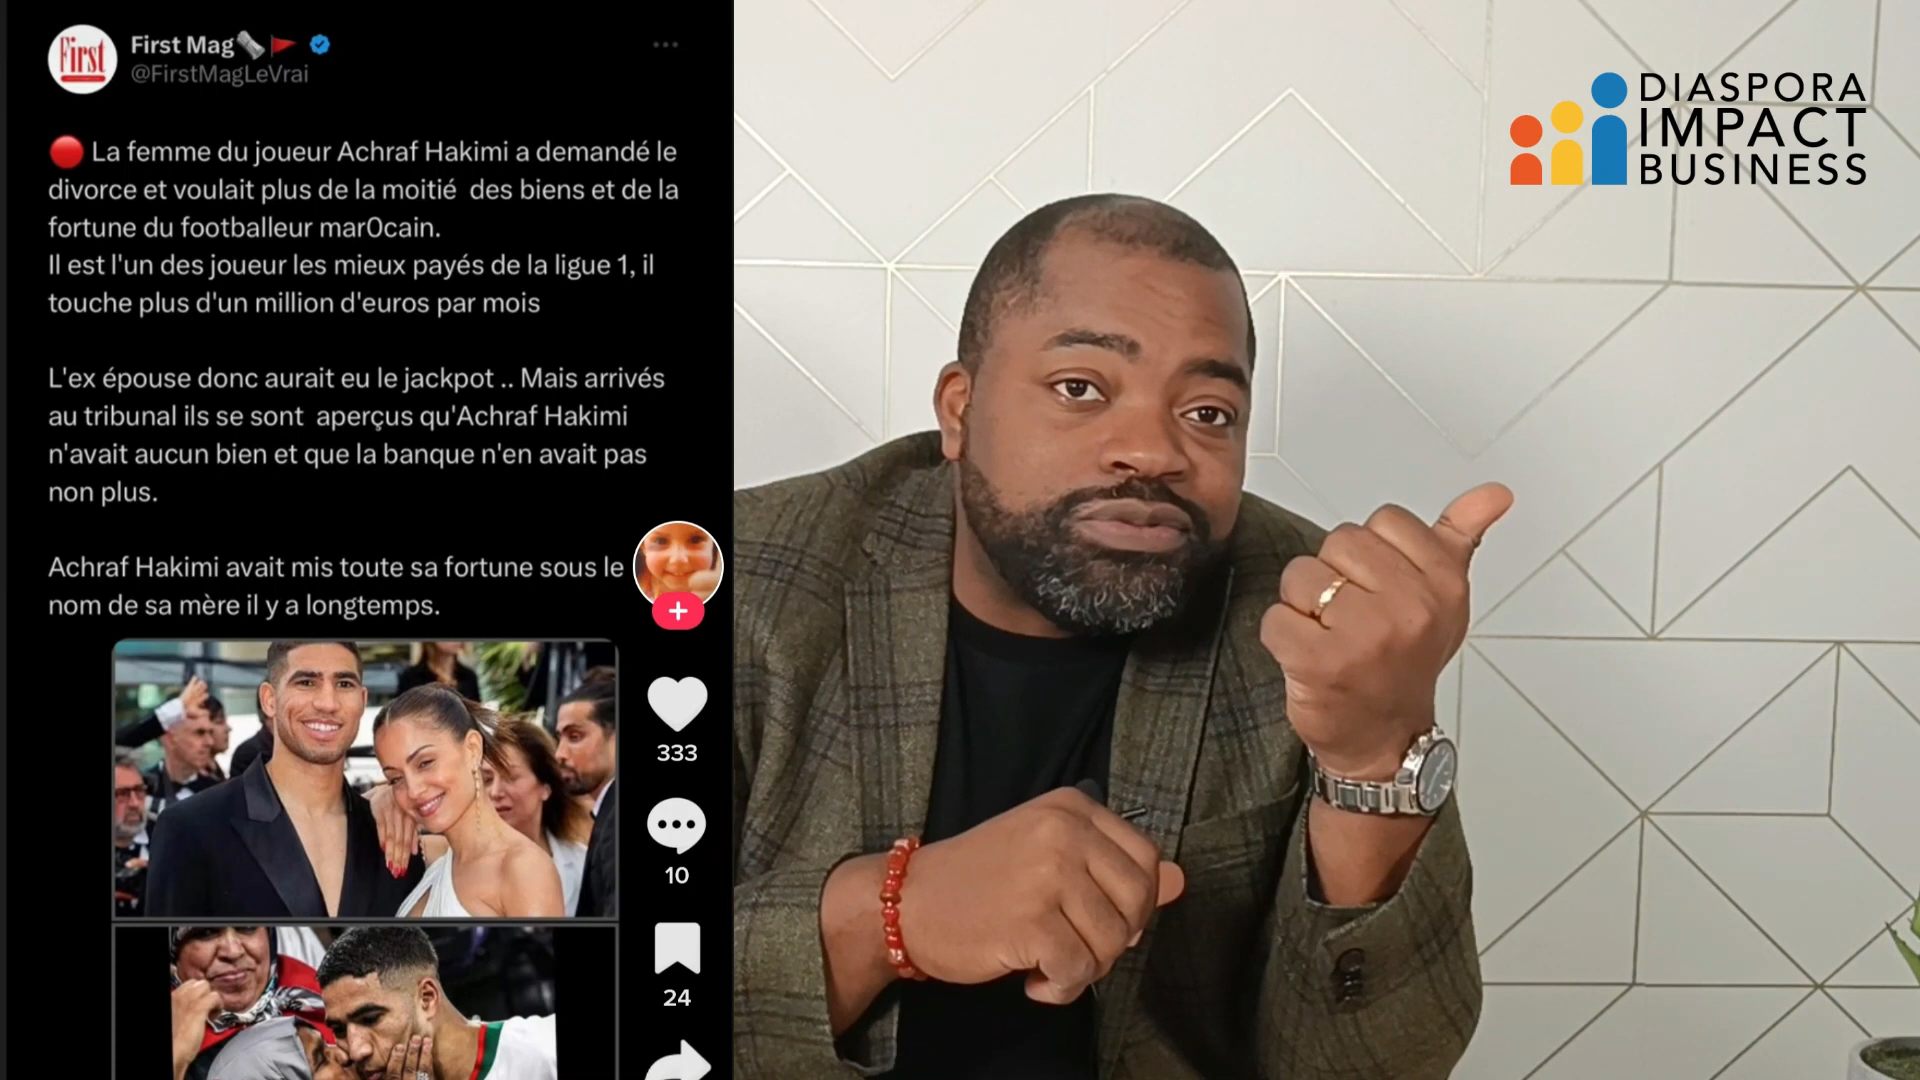 First
First Mag
@FirstMagLeVrai
La femme du joueur Achraf Hakimi a demandé le
divorce et voulait plus de la moitié des biens et de la
fortune du footballeur mar0cain.
Il est l'un des joueur les mieux payés de la ligue 1, il
touche plus d'un million d'euros par mois
L'ex épouse donc aurait eu le jackpot .. Mais arrivés
au tribunal ils se sont aperçus qu'Achraf Hakimi
n'avait aucun bien et que la banque n'en avait pas
non plus.
Achraf Hakimi avait mis toute sa fortune sous le
nom de sa mère il y a longtemps.
333
10
24
DIASPORA
IMPACT
BUSINESS